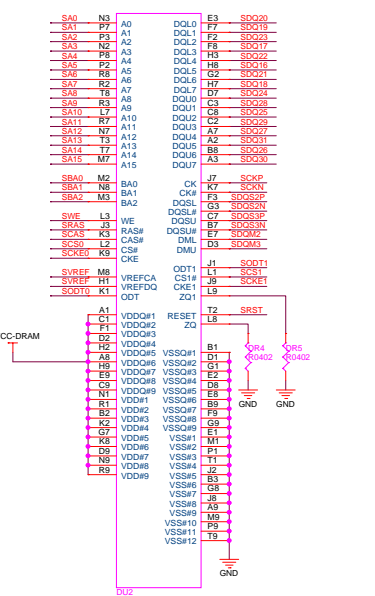 SA0 N3 A0 DQL0 E3 SDQ20
SA1 P7 A1 DQL1 F7 SDQ19
SA2 P3 A2 DQL2 F2 SDQ23
SA3 N2 A3 DQL3 F8 SDQ17
SA4 P8 A4 DQL4 H3 SDQ22
SA5 P2 A5 DQL5 H8 SDQ16
SA6 R8 A6 DQL6 G2 SDQ21
SA7 R2 A7 DQL7 H7 SDQ18
SA8 T8 A8 DQU0 D7 SDQ24
SA9 R3 A9 DQU1 C3 SDQ28
SA10 L7 A10 DQU2 C8 SDQ25
SA11 R7 A11 DQU3 C2 SDQ29
SA12 N7 A12 DQU4 A7 SDQ27
SA13 T3 A13 DQU5 A2 SDQ31
SA14 T7 A14 DQU6 B8 SDQ26
SA15 M7 A15 DQU7 A3 SDQ30
SBA0 M2 BA0 CK J7 SCKP
SBA1 N8 BA1 CK# K7 SCKN
SBA2 M3 BA2 DQSL F3 SDQS2P
DQSL# G3 SDQS2N
SWE L3 WE DQSU C7 SDQS3P
SRAS J3 RAS# DQSU# B7 SDQS3N
SCAS K3 CAS# DML E7 SDQM2
SCS0 L2 CS# DMU D3 SDQM3
SCKE0 K9 CKE
ODT1 J1 SODT1
SVREF M8 VREFCA CS1# L1 SCS1
SVREF H1 VREFDQ CKE1 J9 SCKE1
SODT0 K1 ODT ZQ1 L9
A1 VDDQ#1 RESET T2 SRST
C1 VDDQ#2 ZQ L8
F1 VDDQ#3
CC-DRAM
D2 VDDQ#4
H2 VDDQ#5 VSSQ#1 B1
A8 VDDQ#6 VSSQ#2 D1
H9 VDDQ#7 VSSQ#3 G1
E9 VDDQ#8 VSSQ#4 E2
C9 VDDQ#9 VSSQ#5 D8
N1 VDD#1 VSSQ#6 E8
R1 VDD#2 VSSQ#7 B9
B2 VDD#3 VSSQ#8 F9
K2 VDD#4 VSSQ#9 G9
G7 VDD#5 VSS#1 E1
K8 VDD#6 VSS#2 M1
D9 VDD#7 VSS#3 P1
N9 VDD#8 VSS#4 T1
R9 VDD#9 VSS#5 J2
VSS#6 B3
VSS#7 G8
VSS#8 J8
VSS#9 A9
VSS#10 M9
VSS#11 P9
VSS#12 T9
DR4 DR5
R0402 R0402
GND GND
GND
DU2